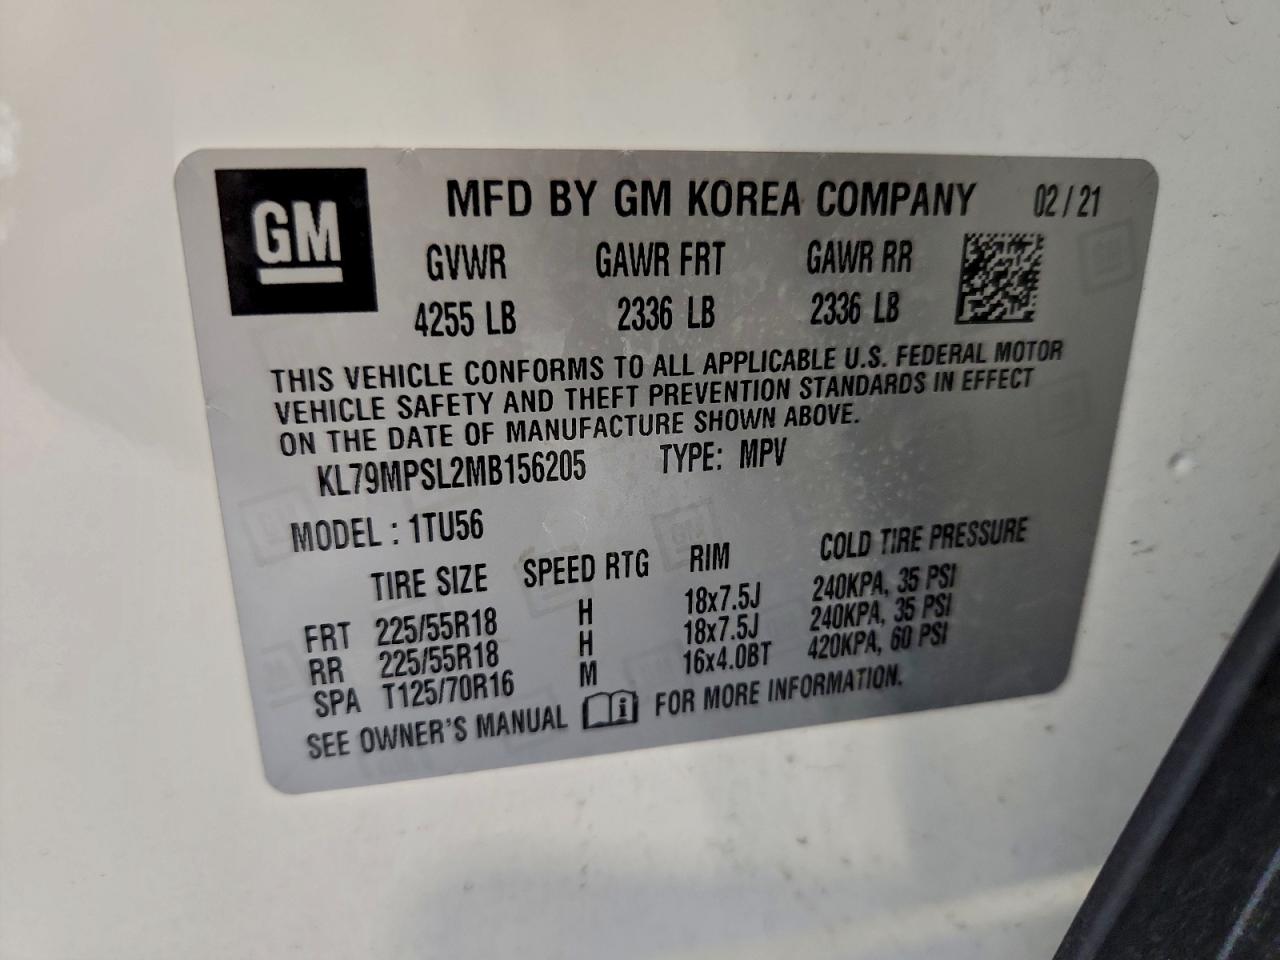 GM
MFD BY GM KOREA COMPANY 02/21
GVWR GAWR FRT GAWR RR
4255 LB 2336 LB 2336 LB
THIS VEHICLE CONFORMS TO ALL APPLICABLE U.S. FEDERAL MOTOR
VEHICLE SAFETY AND THEFT PREVENTION STANDARDS IN EFFECT
ON THE DATE OF MANUFACTURE SHOWN ABOVE.
KL79MPSL2MB156205 TYPE: MPV
MODEL : 1TU56
TIRE SIZE SPEED RTG RIM COLD TIRE PRESSURE
FRT 225/55R18 H 18x7.5J 240KPA, 35 PSI
RR 225/55R18 H 18x7.5J 240KPA, 35 PSI
SPA T125/70R16 M 16x4.0BT 420KPA, 60 PSI
SEE OWNER'S MANUAL i FOR MORE INFORMATION.